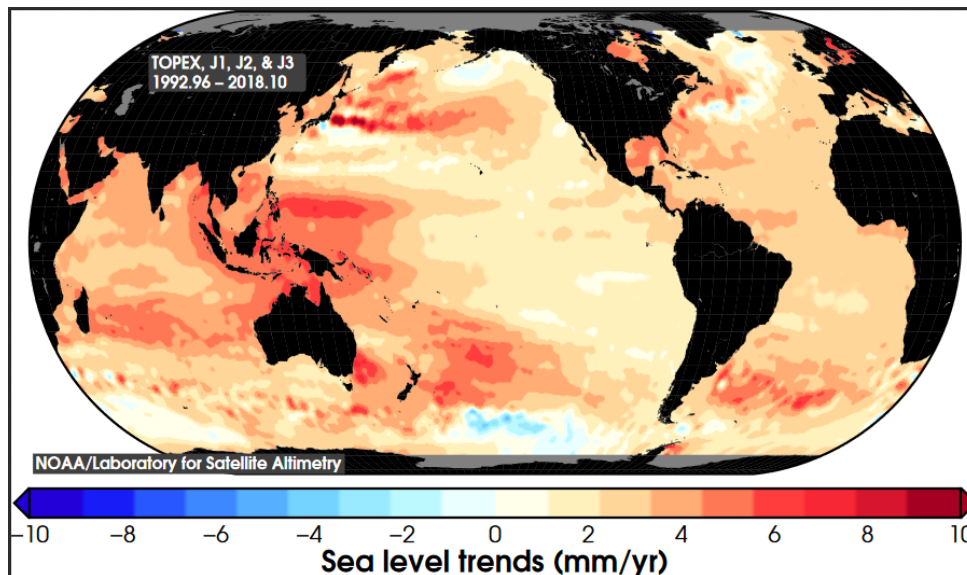 TOPEX, J1, J2, & J3
1992.96 – 2018.10
NOAA/Laboratory for Satellite Altimetry
−10 −8 −6 −4 −2 0 2 4 6 8 10
Sea level trends (mm/yr)